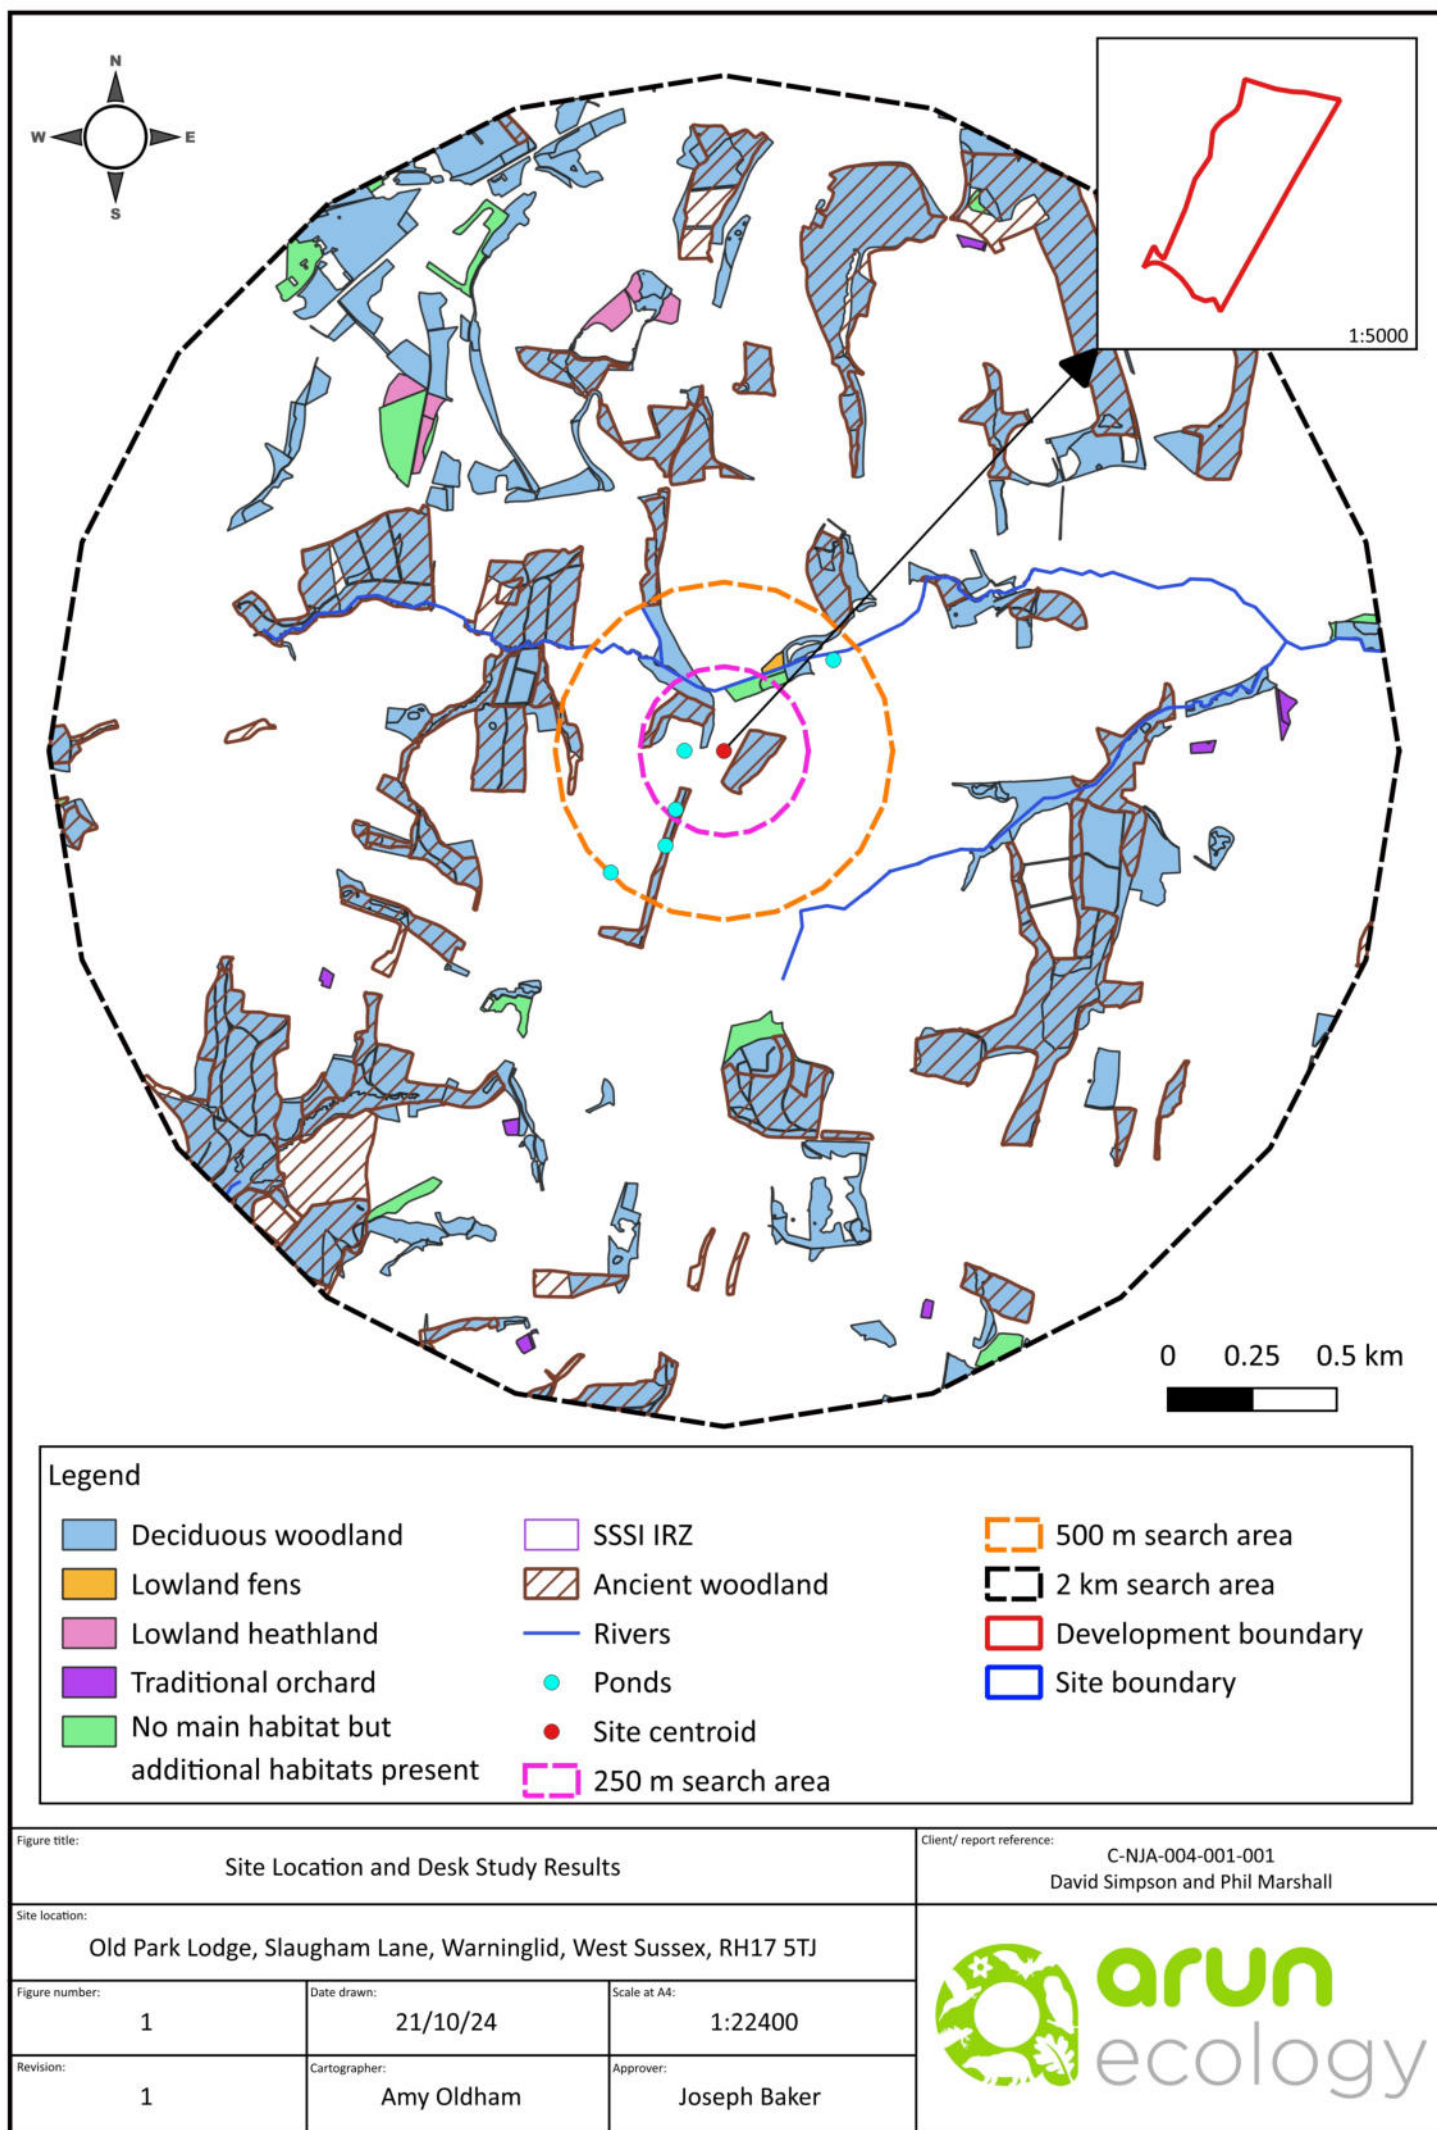 N
W
E
S
1:5000
0 0.25 0.5 km
Legend
Deciduous woodland
Lowland fens
Lowland heathland
Traditional orchard
No main habitat but
additional habitats present
SSSI IRZ
Ancient woodland
Rivers
Ponds
Site centroid
250 m search area
500 m search area
2 km search area
Development boundary
Site boundary
Figure title:
Site Location and Desk Study Results
Client/ report reference:
C-NJA-004-001-001
David Simpson and Phil Marshall
Site location:
Old Park Lodge, Slaugham Lane, Warninglid, West Sussex, RH17 5TJ
Figure number:
1
Date drawn:
21/10/24
Scale at A4:
1:22400
Revision:
1
Cartographer:
Amy Oldham
Approver:
Joseph Baker
arun
ecology